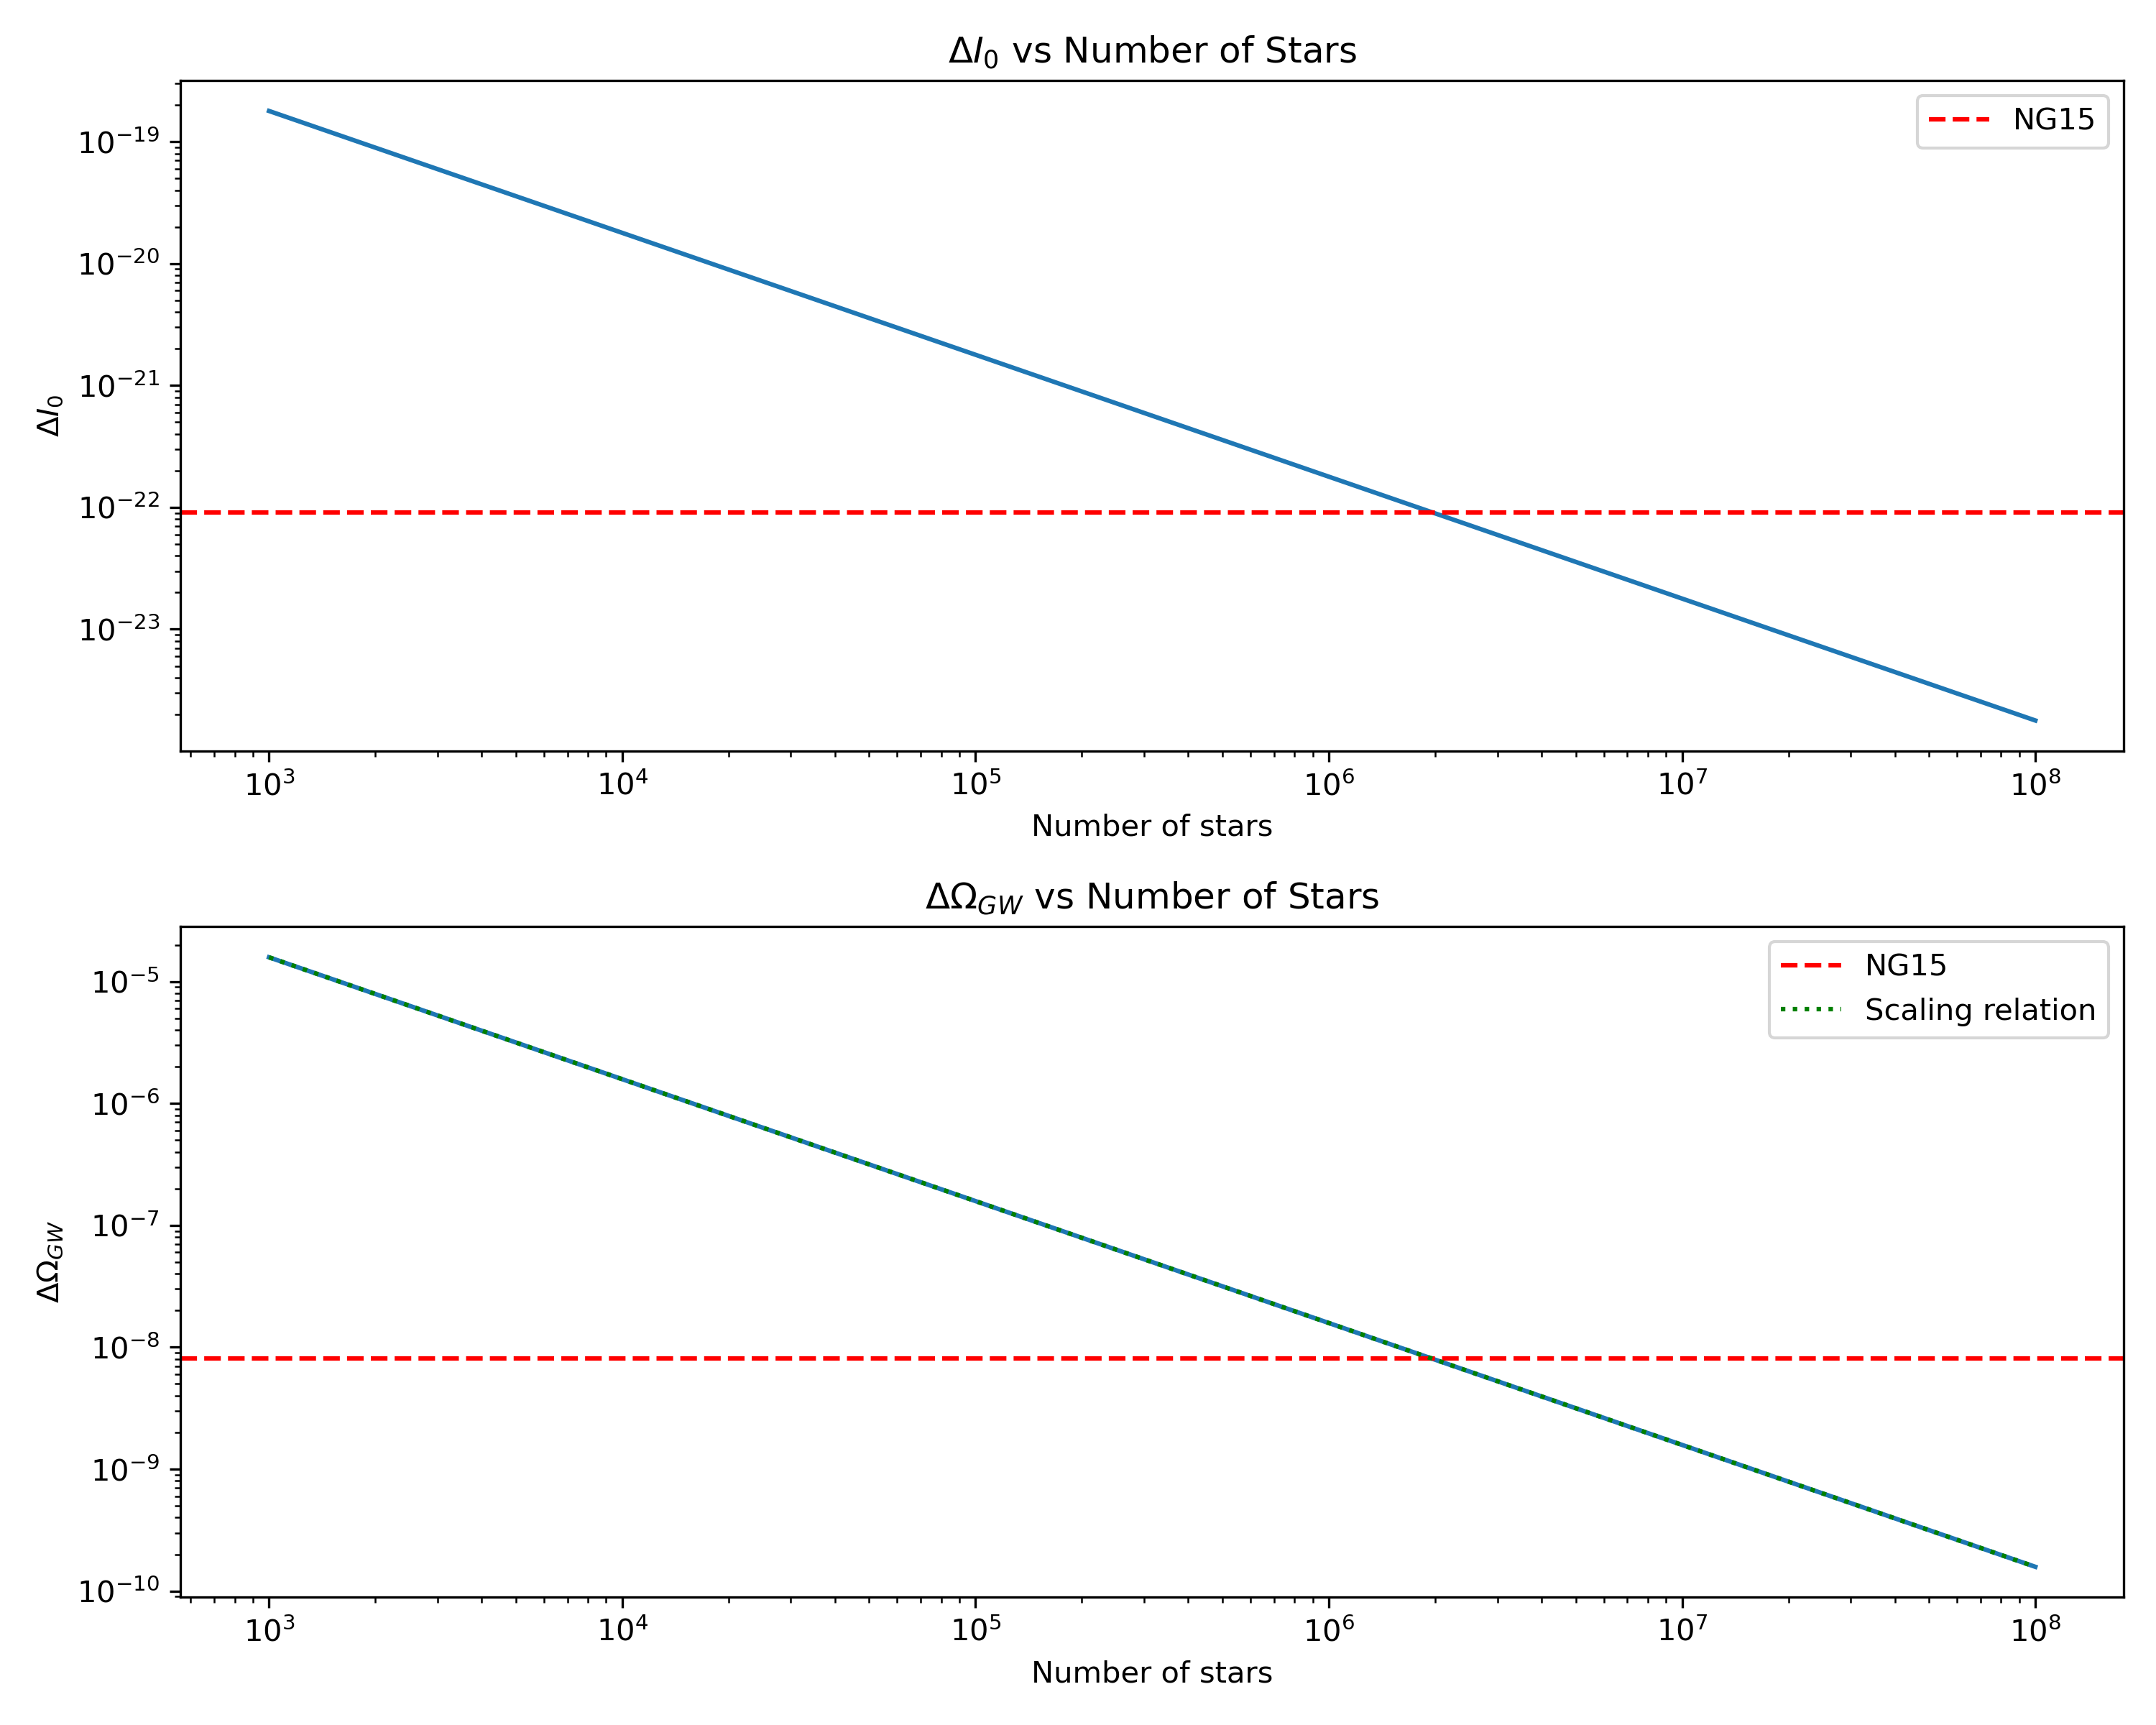 ΔI₀ vs Number of Stars
NG15
10⁻¹⁹
10⁻²⁰
10⁻²¹
10⁻²²
10⁻²³
ΔI₀
10³ 10⁴ 10⁵ 10⁶ 10⁷ 10⁸
Number of stars
ΔΩ_GW vs Number of Stars
NG15
Scaling relation
10⁻⁵
10⁻⁶
10⁻⁷
10⁻⁸
10⁻⁹
10⁻¹⁰
ΔΩ_GW
10³ 10⁴ 10⁵ 10⁶ 10⁷ 10⁸
Number of stars